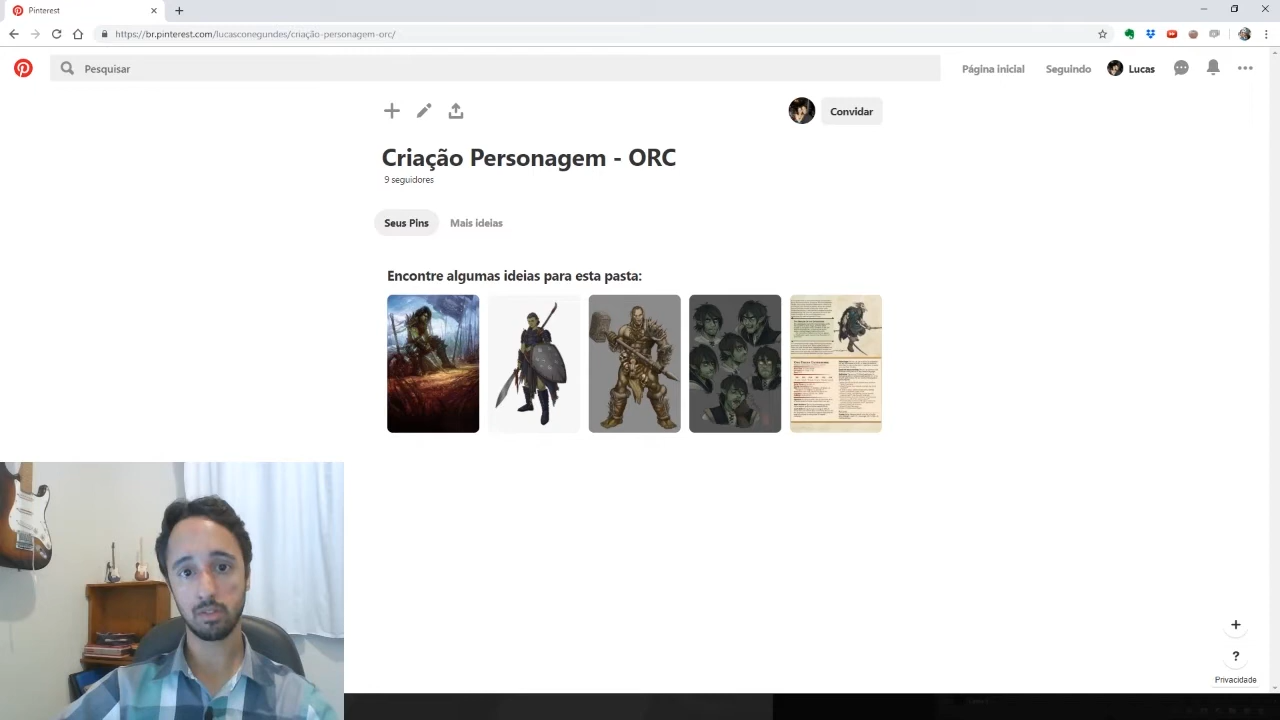 Pinterest
https://br.pinterest.com/lucasconegundes/criação-personagem-orc/
Pesquisar
Página inicial
Seguindo
Lucas
Convidar
Criação Personagem - ORC
9 seguidores
Seus Pins
Mais ideias
Encontre algumas ideias para esta pasta:
+
?
Privacidade